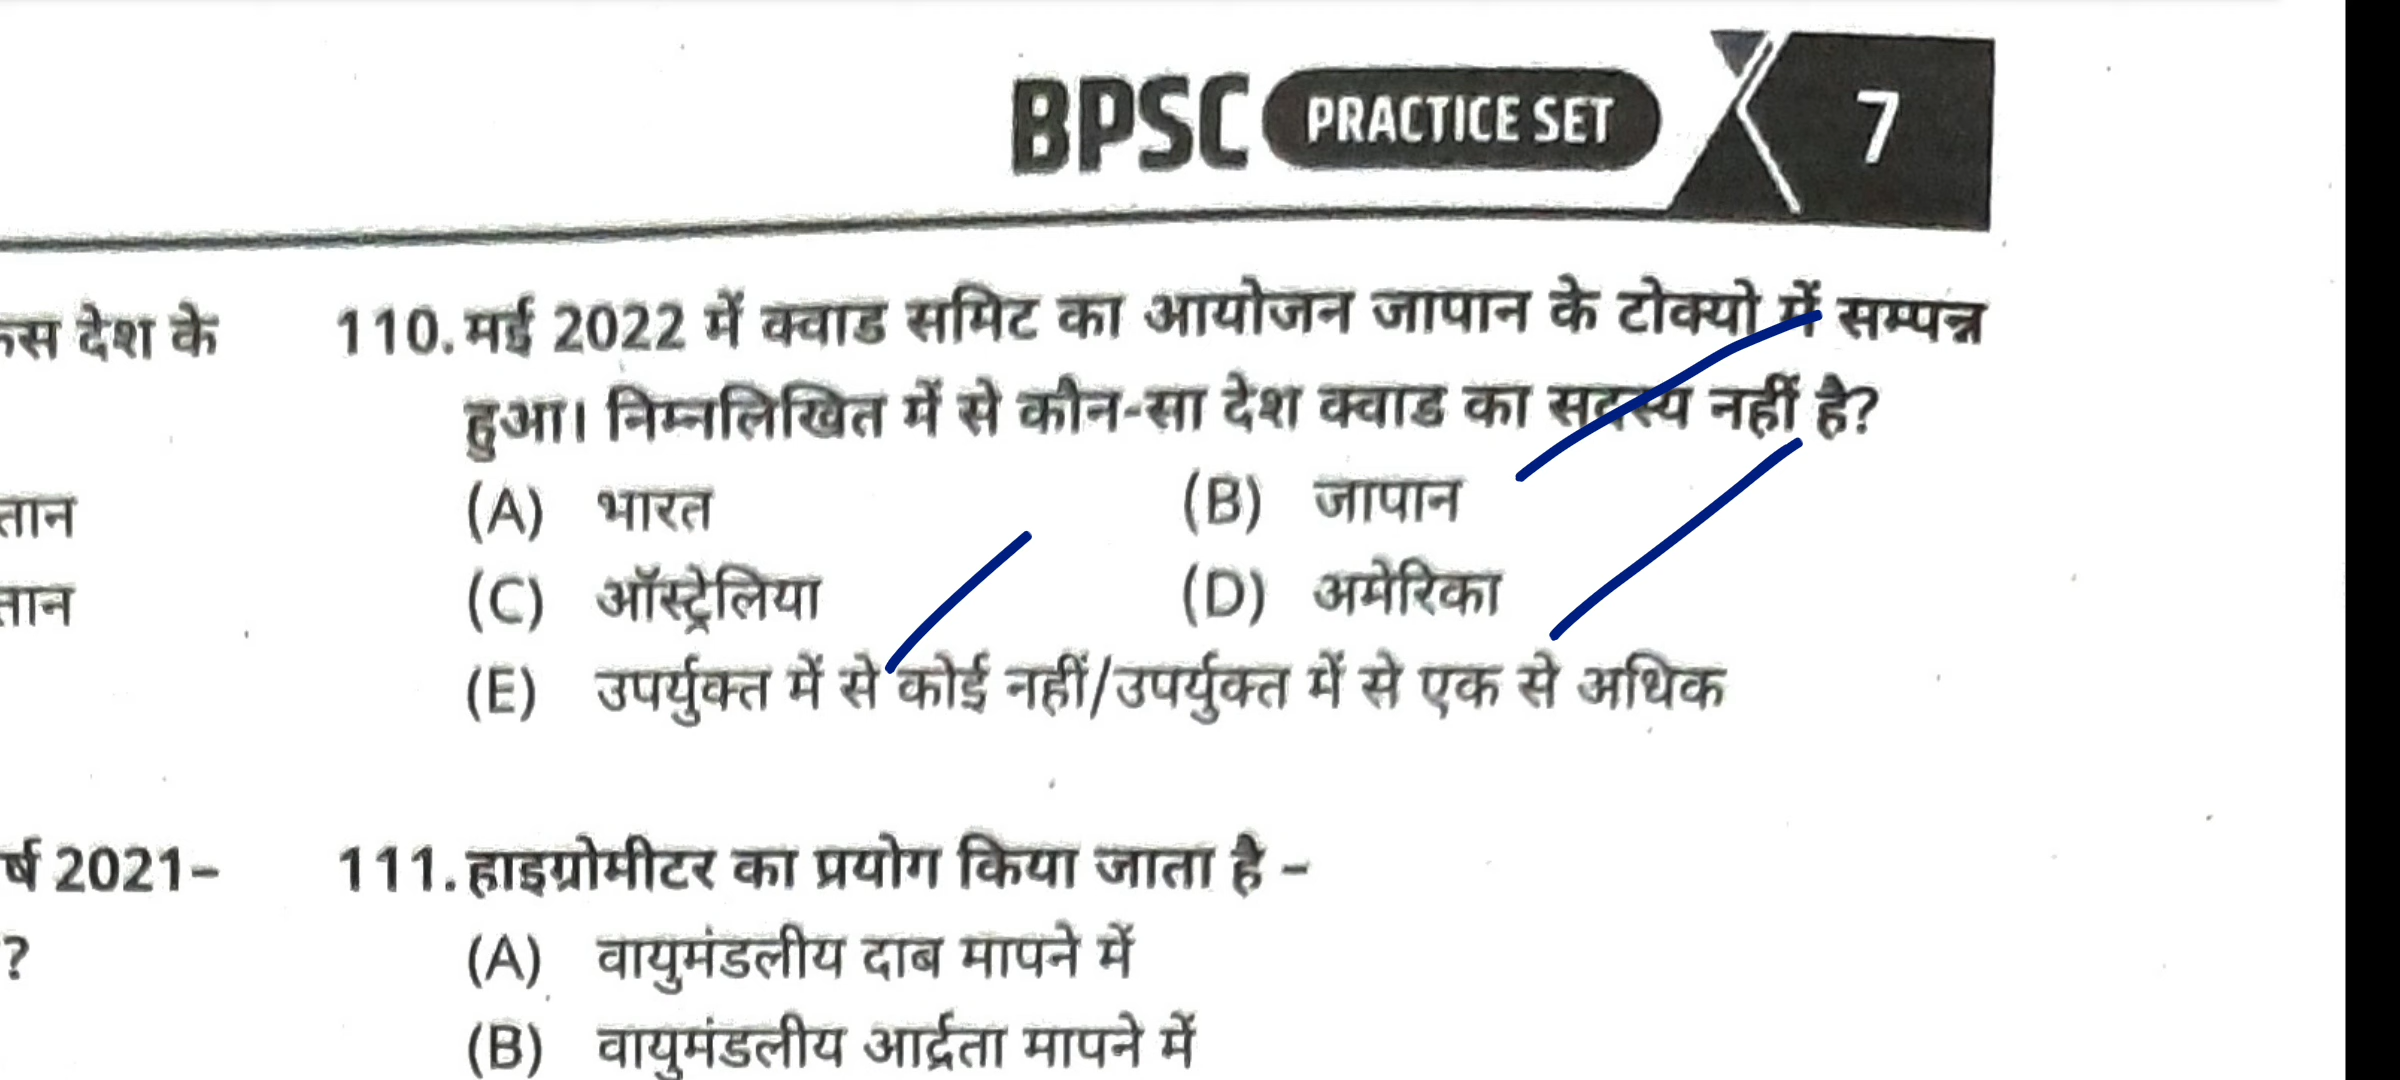 BPSC PRACTICE SET 7
देश के
110. मई 2022 में क्वाड समिट का आयोजन जापान के टोक्यो में सम्पन्न
हुआ। निम्नलिखित में से कौन-सा देश क्वाड का सदस्य नहीं है?
(A) भारत (B) जापान
(C) ऑस्ट्रेलिया (D) अमेरिका
(E) उपर्युक्त में से कोई नहीं/उपर्युक्त में से एक से अधिक
2021-
111. हाइग्रोमीटर का प्रयोग किया जाता है –
?
(A) वायुमंडलीय दाब मापने में
(B) वायुमंडलीय आर्द्रता मापने में